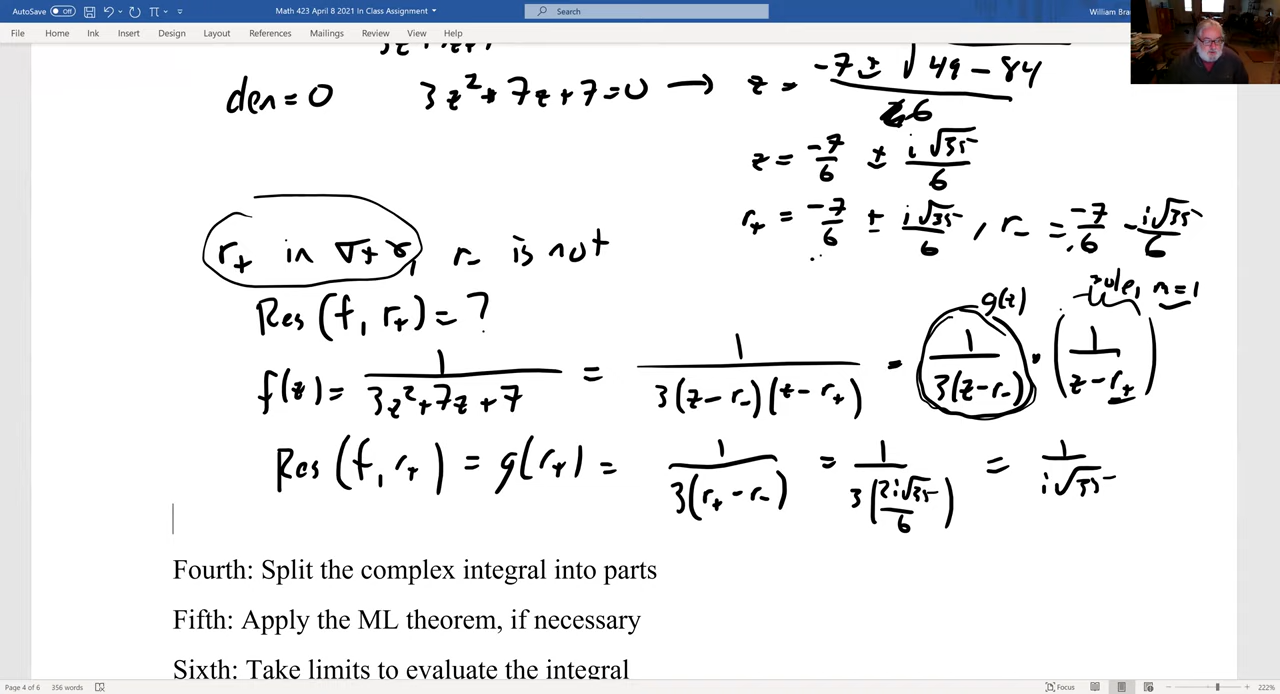 AutoSave Off Math 423 April 8 2021 In Class Assignment Search William Bra
File Home Ink Insert Design Layout References Mailings Review View Help
den = 0 3z² + 7z + 7 = 0 → z = (-7 ± √49 - 84) / 6
z = -7/6 ± i√35/6
r₊ = -7/6 ± i√35/6 , r₋ = -7/6 - i√35/6
r₊ in σ + γ, r₋ is not
Res (f, r₊) = ?
g(z) pole, n = 1
f(z) = 1/(3z² + 7z + 7) = 1/(3(z - r₋)(z - r₊)) = 1/(3(z - r₋)) · (1/(z - r₊))
Res (f, r₊) = g(r₊) = 1/(3(r₊ - r₋)) = 1/(3(2i√35/6)) = 1/(i√35)
Fourth: Split the complex integral into parts
Fifth: Apply the ML theorem, if necessary
Sixth: Take limits to evaluate the integral
Page 4 of 6 356 words Focus 222%